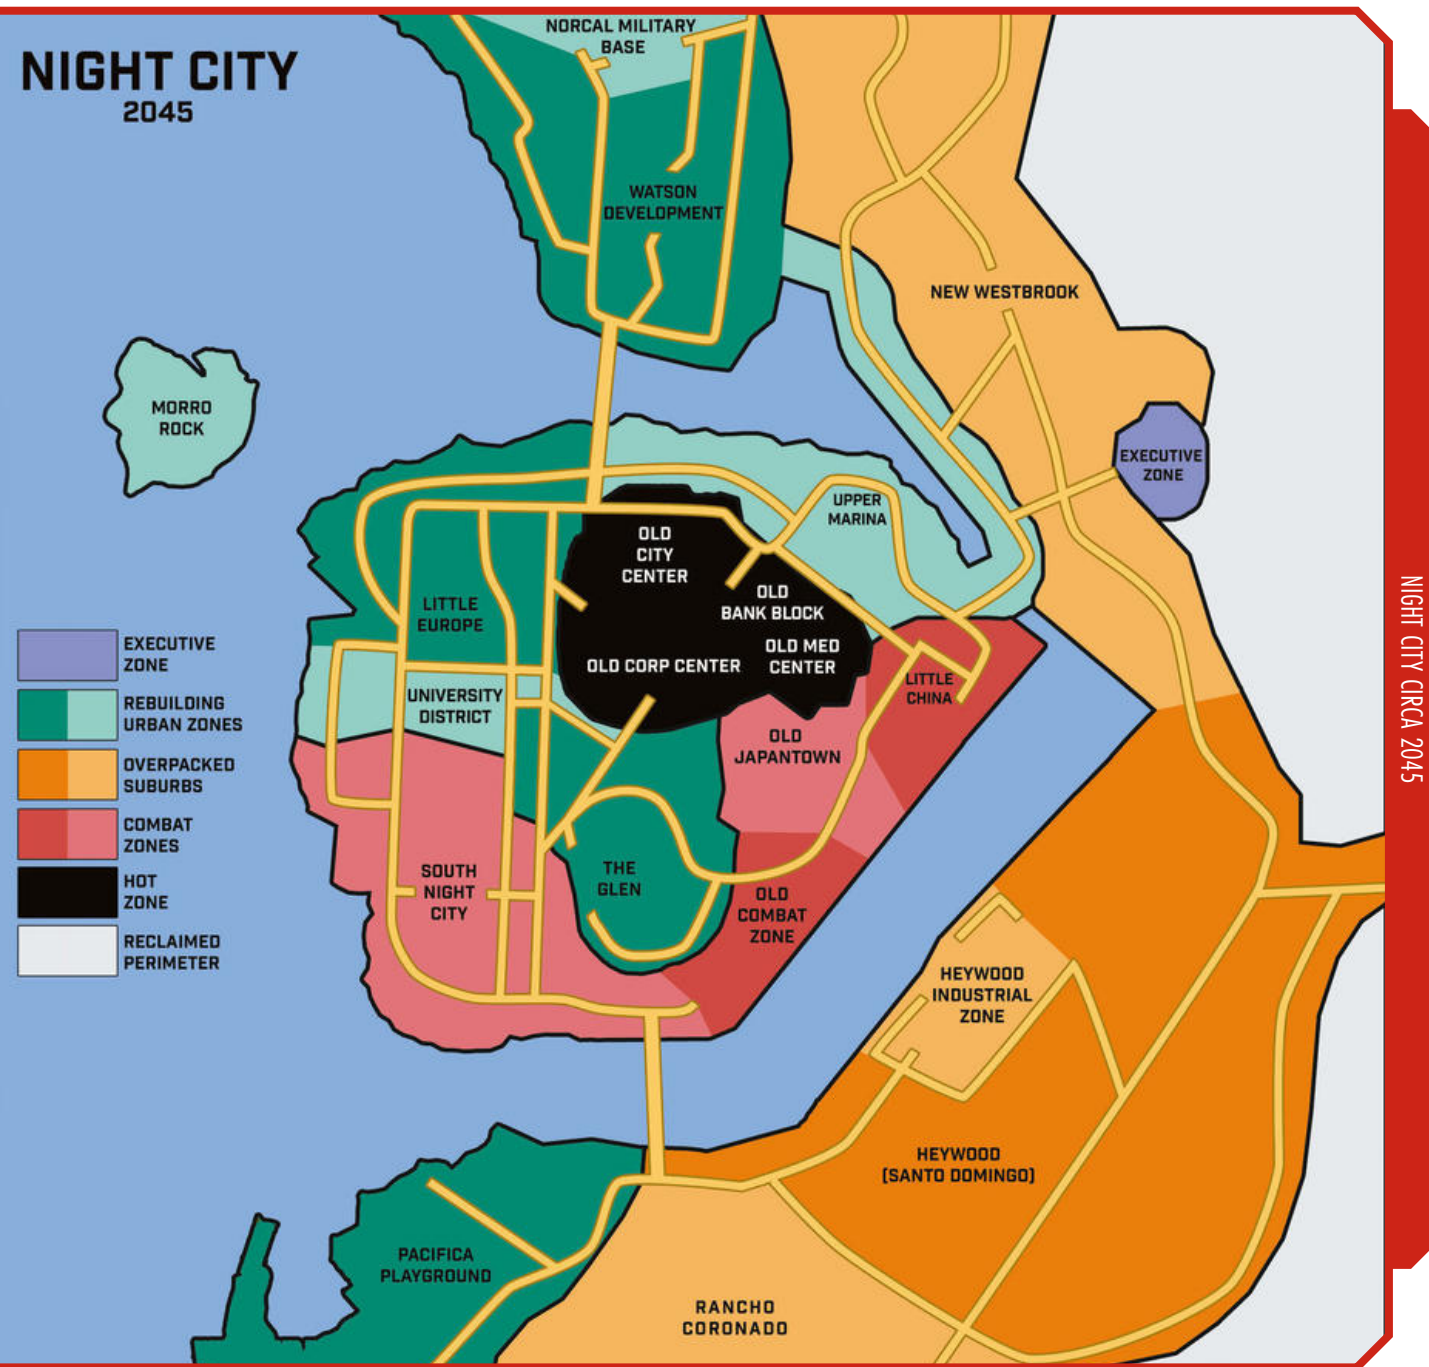 NORCAL MILITARY
BASE
NIGHT CITY
2045
WATSON
DEVELOPMENT
NEW WESTBROOK
MORRO
ROCK
EXECUTIVE
ZONE
UPPER
MARINA
OLD
CITY
CENTER
OLD
BANK BLOCK
LITTLE
EUROPE
OLD MED
CENTER
OLD CORP CENTER
LITTLE
CHINA
UNIVERSITY
DISTRICT
OLD
JAPANTOWN
EXECUTIVE
ZONE
REBUILDING
URBAN ZONES
OVERPACKED
SUBURBS
COMBAT
ZONES
HOT
ZONE
RECLAIMED
PERIMETER
SOUTH
NIGHT
CITY
THE
GLEN
OLD
COMBAT
ZONE
HEYWOOD
INDUSTRIAL
ZONE
HEYWOOD
(SANTO DOMINGO)
PACIFICA
PLAYGROUND
RANCHO
CORONADO
NIGHT CITY CIRCA 2045